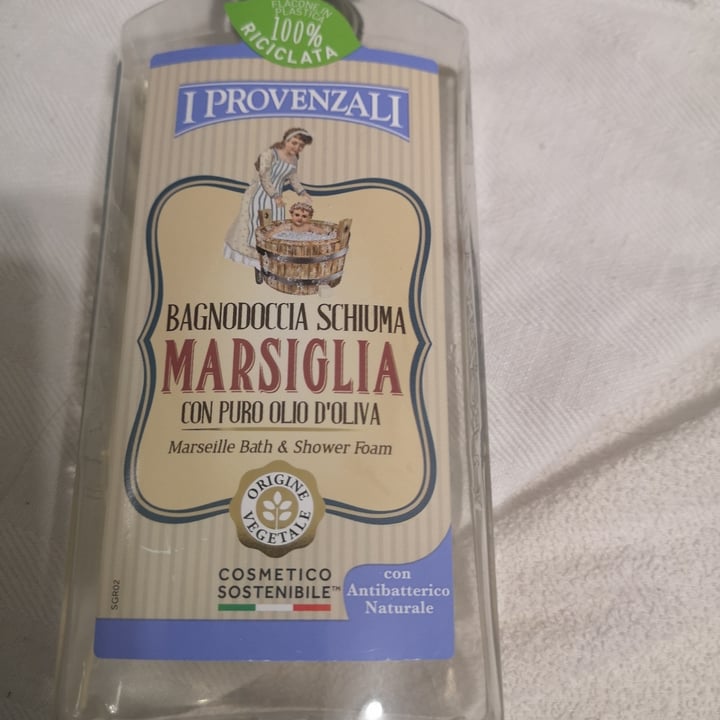 FLACONE IN
PLASTICA
100%
RICICLATA
I PROVENZALI
BAGNODOCCIA SCHIUMA
MARSIGLIA
CON PURO OLIO D'OLIVA
Marseille Bath & Shower Foam
ORIGINE
VEGETALE
COSMETICO
SOSTENIBILE™
con
Antibatterico
Naturale
SGR02